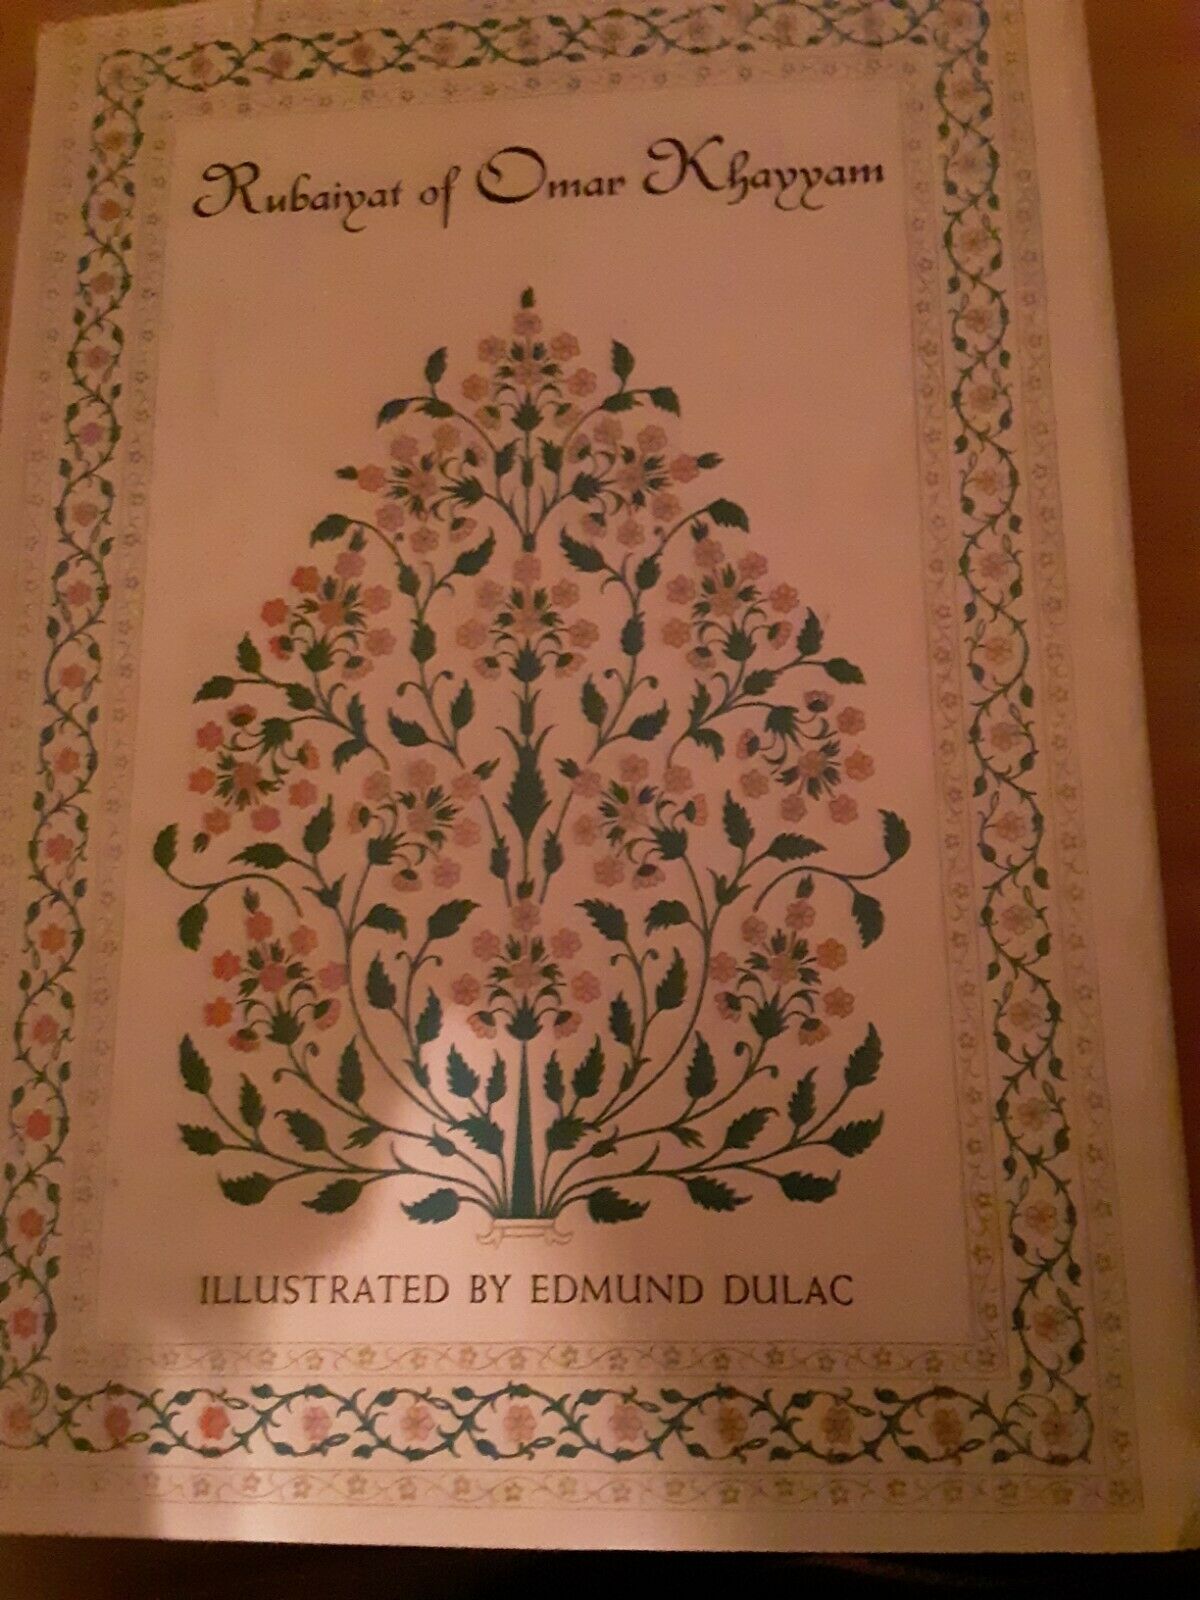 Rubaiyat of Omar Khayyam
ILLUSTRATED BY EDMUND DULAC